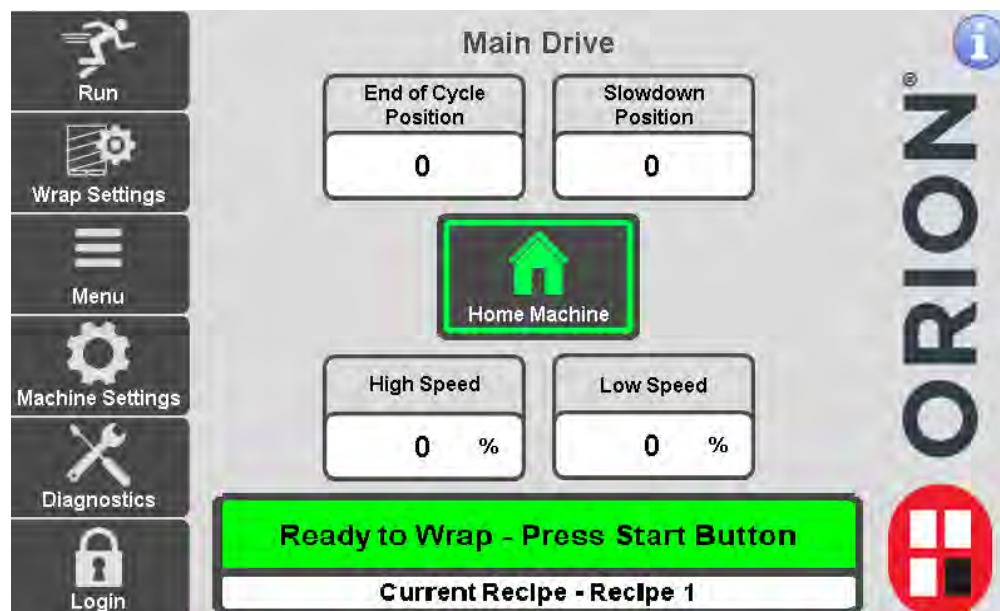 Run
Wrap Settings
Menu
Machine Settings
Diagnostics
Login
Main Drive
End of Cycle
Position
0
Slowdown
Position
0
Home Machine
High Speed
0 %
Low Speed
0 %
Ready to Wrap - Press Start Button
Current Recipe - Recipe 1
i
ORION®